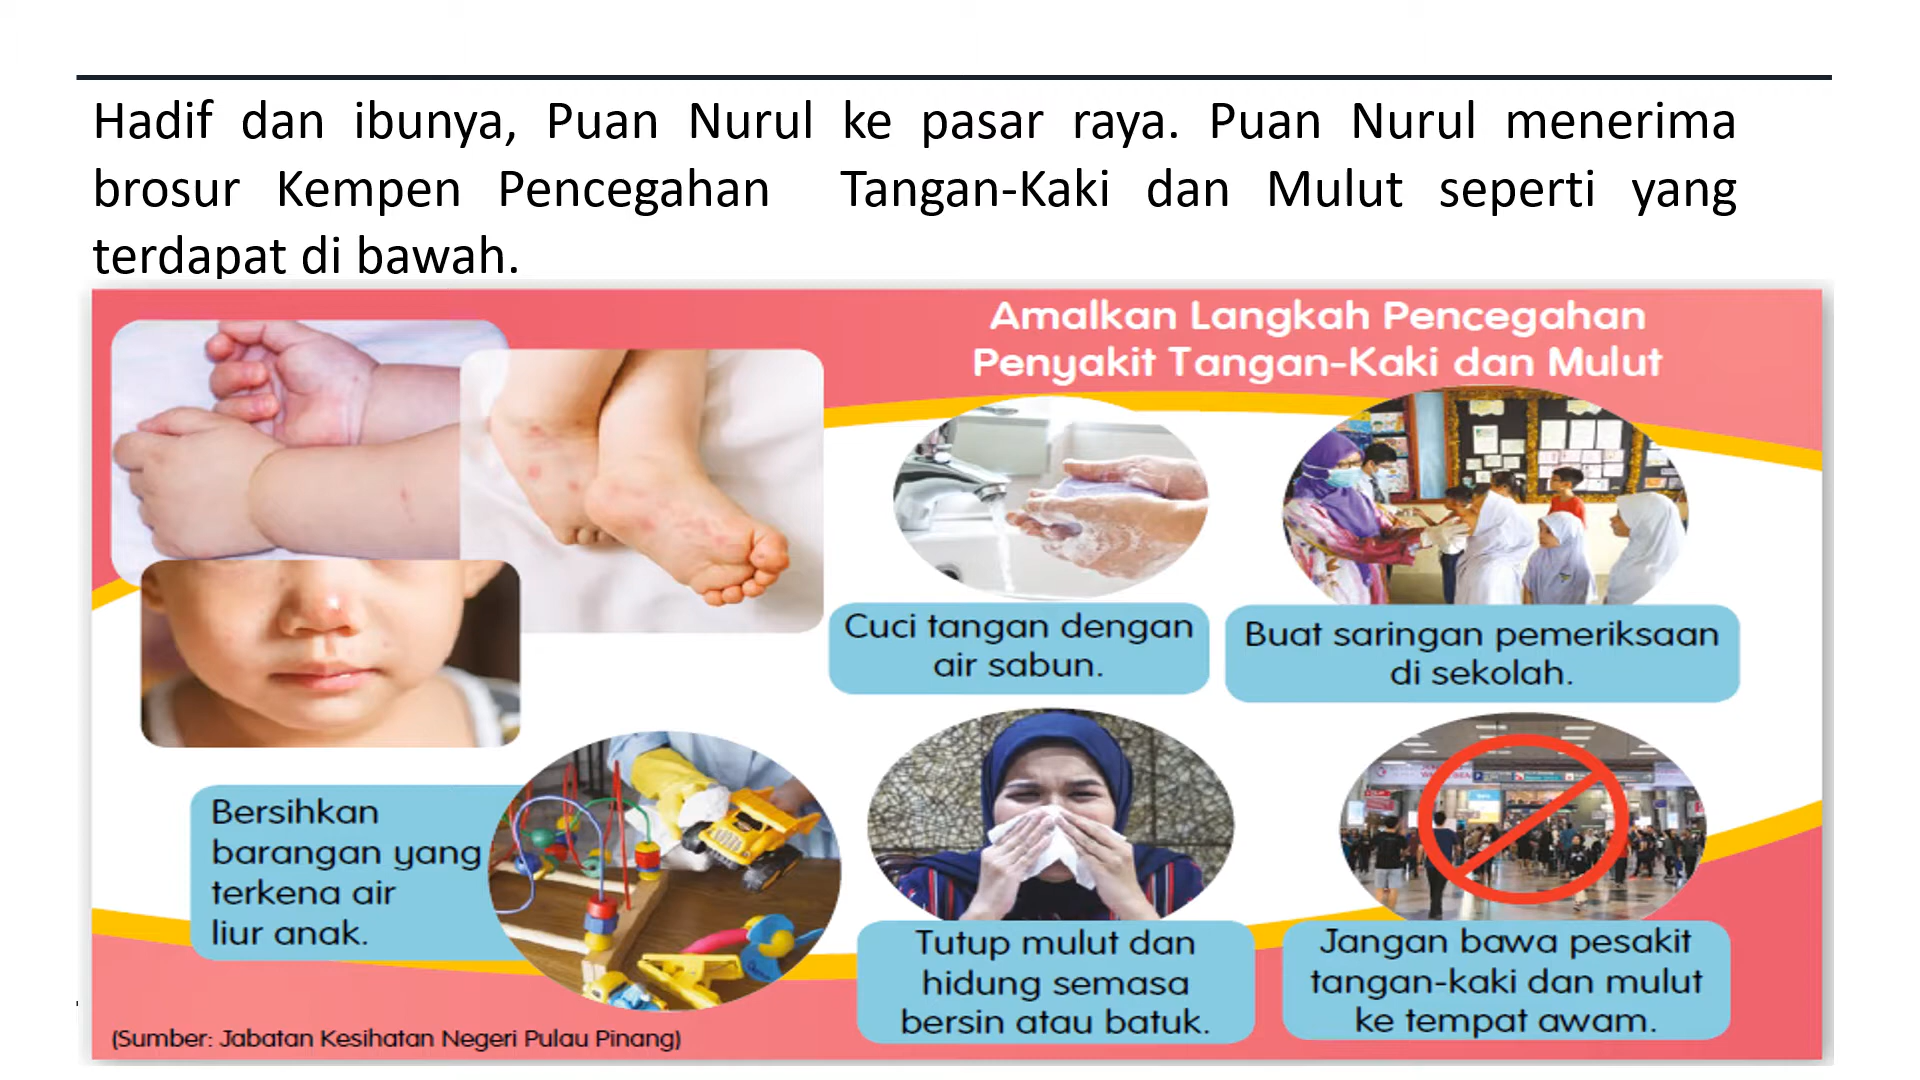 Hadif dan ibunya, Puan Nurul ke pasar raya. Puan Nurul menerima
brosur Kempen Pencegahan Tangan-Kaki dan Mulut seperti yang
terdapat di bawah.
Amalkan Langkah Pencegahan
Penyakit Tangan-Kaki dan Mulut
Cuci tangan dengan
air sabun.
Buat saringan pemeriksaan
di sekolah.
Bersihkan
barangan yang
terkena air
liur anak.
Tutup mulut dan
hidung semasa
bersin atau batuk.
Jangan bawa pesakit
tangan-kaki dan mulut
ke tempat awam.
(Sumber: Jabatan Kesihatan Negeri Pulau Pinang)